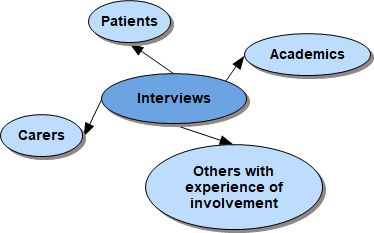 Patients
Academics
Interviews
Carers
Others with
experience of
involvement